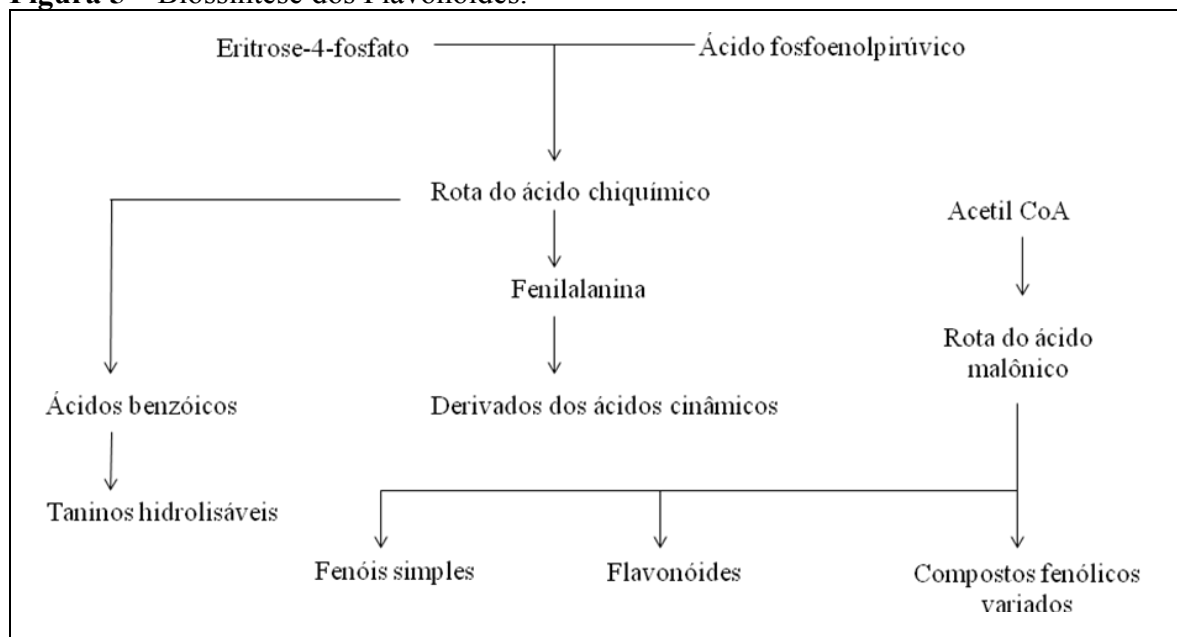 Figura 3 – Biossíntese dos Flavonóides.
Eritrose-4-fosfato
Ácido fosfoenolpirúvico
Rota do ácido chiquímico
Acetil CoA
Fenilalanina
Rota do ácido
malônico
Ácidos benzóicos
Derivados dos ácidos cinâmicos
Taninos hidrolisáveis
Fenóis simples
Flavonóides
Compostos fenólicos
variados